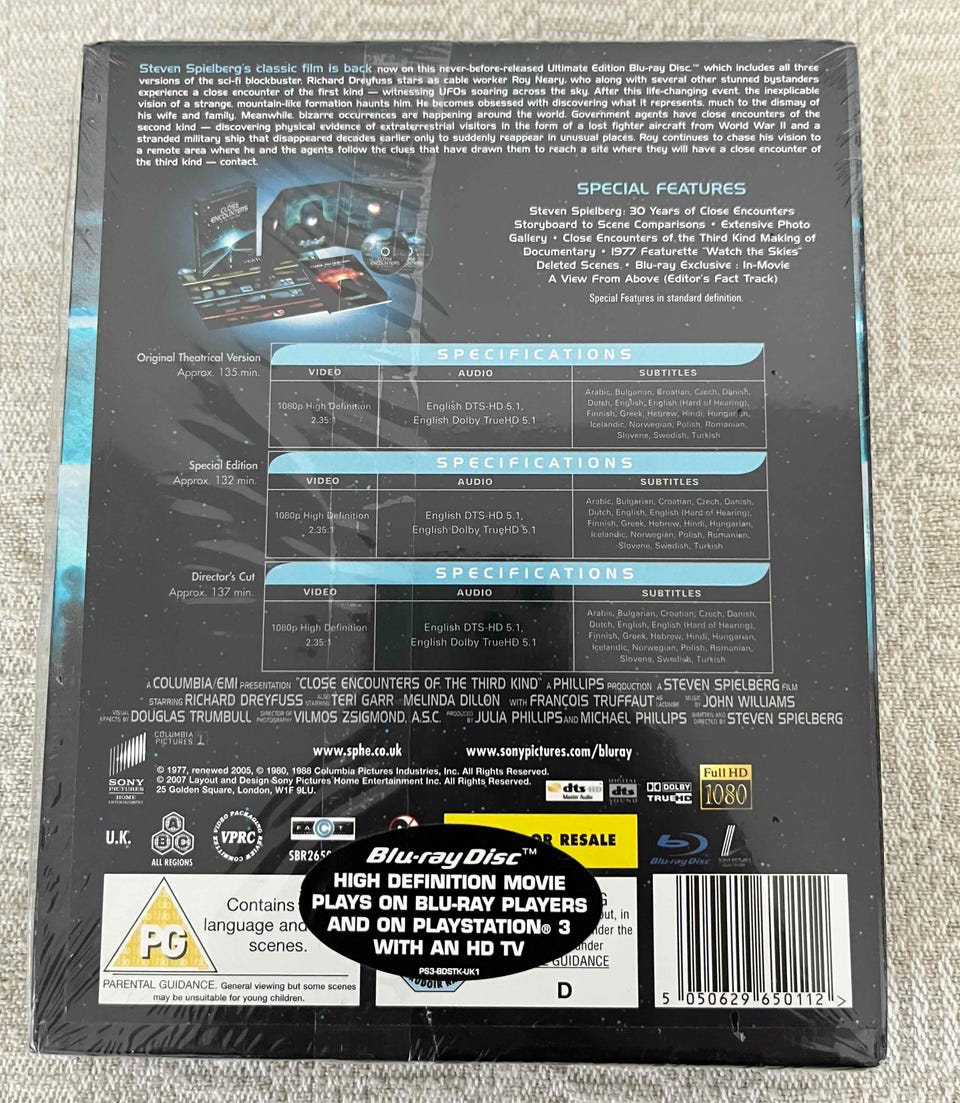 Steven Spielberg's classic film is back now on this never-before-released Ultimate Edition Blu-ray Disc.™ which includes all three
versions of the sci-fi blockbuster. Richard Dreyfuss stars as cable worker Roy Neary, who along with several other stunned bystanders
experience a close encounter of the first kind — witnessing UFOs soaring across the sky. After this life-changing event, the inexplicable
vision of a strange, mountain-like formation haunts him. He becomes obsessed with discovering what it represents, much to the dismay of
his wife and family. Meanwhile, bizarre occurrences are happening around the world. Government agents have close encounters of the
second kind — discovering physical evidence of extraterrestrial visitors in the form of a lost fighter aircraft from World War II and a
stranded military ship that disappeared decades earlier only to suddenly reappear in unusual places. Roy continues to chase his vision to
a remote area where he and the agents follow the clues that have drawn them to reach a site where they will have a close encounter of
the third kind — contact.
CLOSE
ENCOUNTERS
SPECIAL FEATURES
Steven Spielberg: 30 Years of Close Encounters
Storyboard to Scene Comparisons • Extensive Photo
Gallery • Close Encounters of the Third Kind Making of
Documentary • 1977 Featurette "Watch the Skies"
Deleted Scenes • Blu-ray Exclusive : In-Movie
A View From Above (Editor's Fact Track)
Special Features in standard definition.
Original Theatrical Version
Approx. 135 min.
SPECIFICATIONS
VIDEO AUDIO SUBTITLES
1080p High Definition
2.35:1
English DTS-HD 5.1,
English Dolby TrueHD 5.1
Arabic, Bulgarian, Croatian, Czech, Danish,
Dutch, English, English (Hard of Hearing),
Finnish, Greek, Hebrew, Hindi, Hungarian,
Icelandic, Norwegian, Polish, Romanian,
Slovene, Swedish, Turkish
Special Edition
Approx. 132 min.
SPECIFICATIONS
VIDEO AUDIO SUBTITLES
1080p High Definition
2.35:1
English DTS-HD 5.1,
English Dolby TrueHD 5.1
Arabic, Bulgarian, Croatian, Czech, Danish,
Dutch, English, English (Hard of Hearing),
Finnish, Greek, Hebrew, Hindi, Hungarian,
Icelandic, Norwegian, Polish, Romanian,
Slovene, Swedish, Turkish
Director's Cut
Approx. 137 min.
SPECIFICATIONS
VIDEO AUDIO SUBTITLES
1080p High Definition
2.35:1
English DTS-HD 5.1,
English Dolby TrueHD 5.1
Arabic, Bulgarian, Croatian, Czech, Danish,
Dutch, English, English (Hard of Hearing),
Finnish, Greek, Hebrew, Hindi, Hungarian,
Icelandic, Norwegian, Polish, Romanian,
Slovene, Swedish, Turkish
A COLUMBIA/EMI PRESENTATION "CLOSE ENCOUNTERS OF THE THIRD KIND" A PHILLIPS PRODUCTION A STEVEN SPIELBERG FILM
STARRING RICHARD DREYFUSS ALSO STARRING TERI GARR MELINDA DILLON WITH FRANÇOIS TRUFFAUT AS LACOMBE MUSIC BY JOHN WILLIAMS
VISUAL EFFECTS BY DOUGLAS TRUMBULL DIRECTOR OF PHOTOGRAPHY VILMOS ZSIGMOND, A.S.C. PRODUCED BY JULIA PHILLIPS AND MICHAEL PHILLIPS WRITTEN AND DIRECTED BY STEVEN SPIELBERG
SONY
PICTURES
HOME
ENTERTAINMENT
COLUMBIA
PICTURES
www.sphe.co.uk www.sonypictures.com/bluray
© 1977, renewed 2005, © 1980, 1988 Columbia Pictures Industries, Inc. All Rights Reserved.
© 2007 Layout and Design Sony Pictures Home Entertainment Inc. All Rights Reserved.
25 Golden Square, London, W1F 9LU.
dts-HD
Master Audio
DIGITAL
dts
SOUND
DOLBY
TRUEHD
Full HD
1080
U.K.
ABC
ALL REGIONS
VIDEO PACKAGING REVIEW COMMITTEE
VPRC
FACT
OR RESALE
Blu-ray Disc
Blu-ray Disc™
HIGH DEFINITION MOVIE
PLAYS ON BLU-RAY PLAYERS
AND ON PLAYSTATION® 3
WITH AN HD TV
PS3-BDSTK-UK1
PG
Contains
language and
scenes.
PARENTAL GUIDANCE. General viewing but some scenes
may be unsuitable for young children.
in
under the
under
GUIDANCE
D
5 050629 650112 >